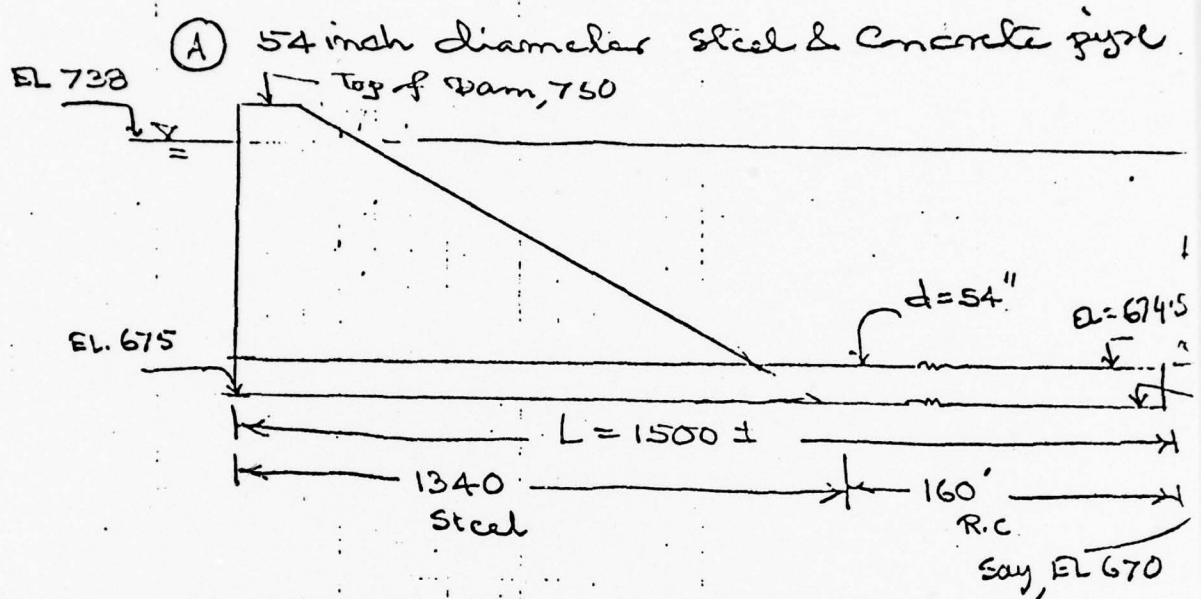 Ⓐ 54 inch diameter Steel & Concrete pipe
EL 738
Top of Dam, 750
d=54"
EL=674.5
EL. 675
L = 1500 ±
1340
160'
Steel
R.C
Say, EL 670